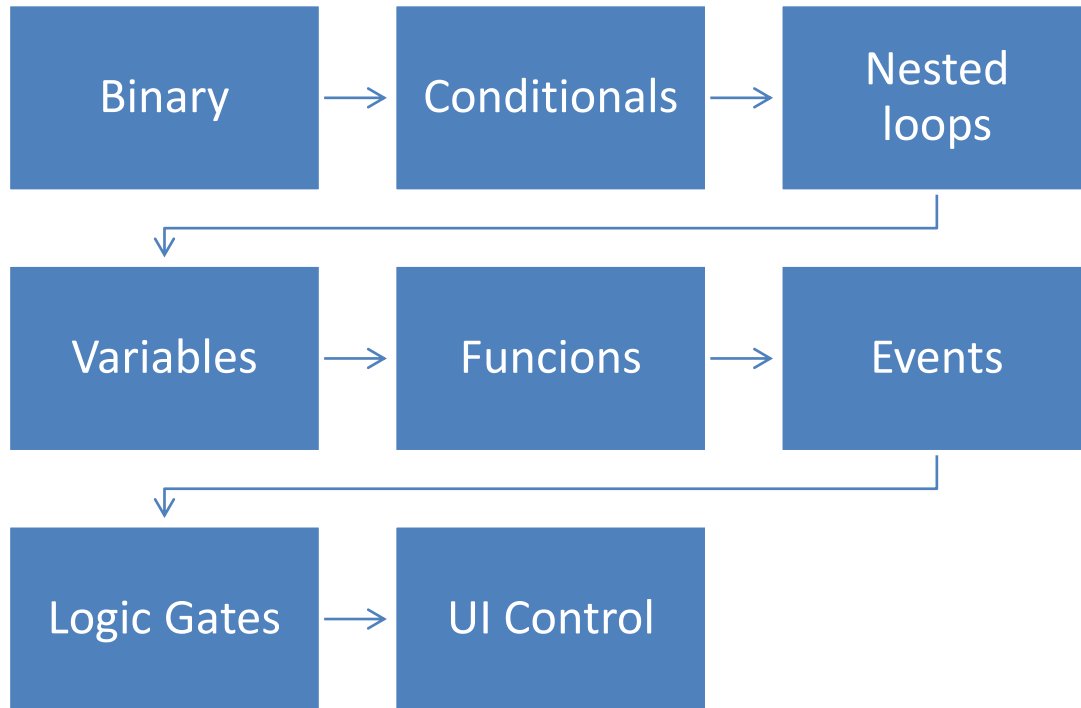 Binary
Conditionals
Nested
loops
Variables
Funcions
Events
Logic Gates
UI Control